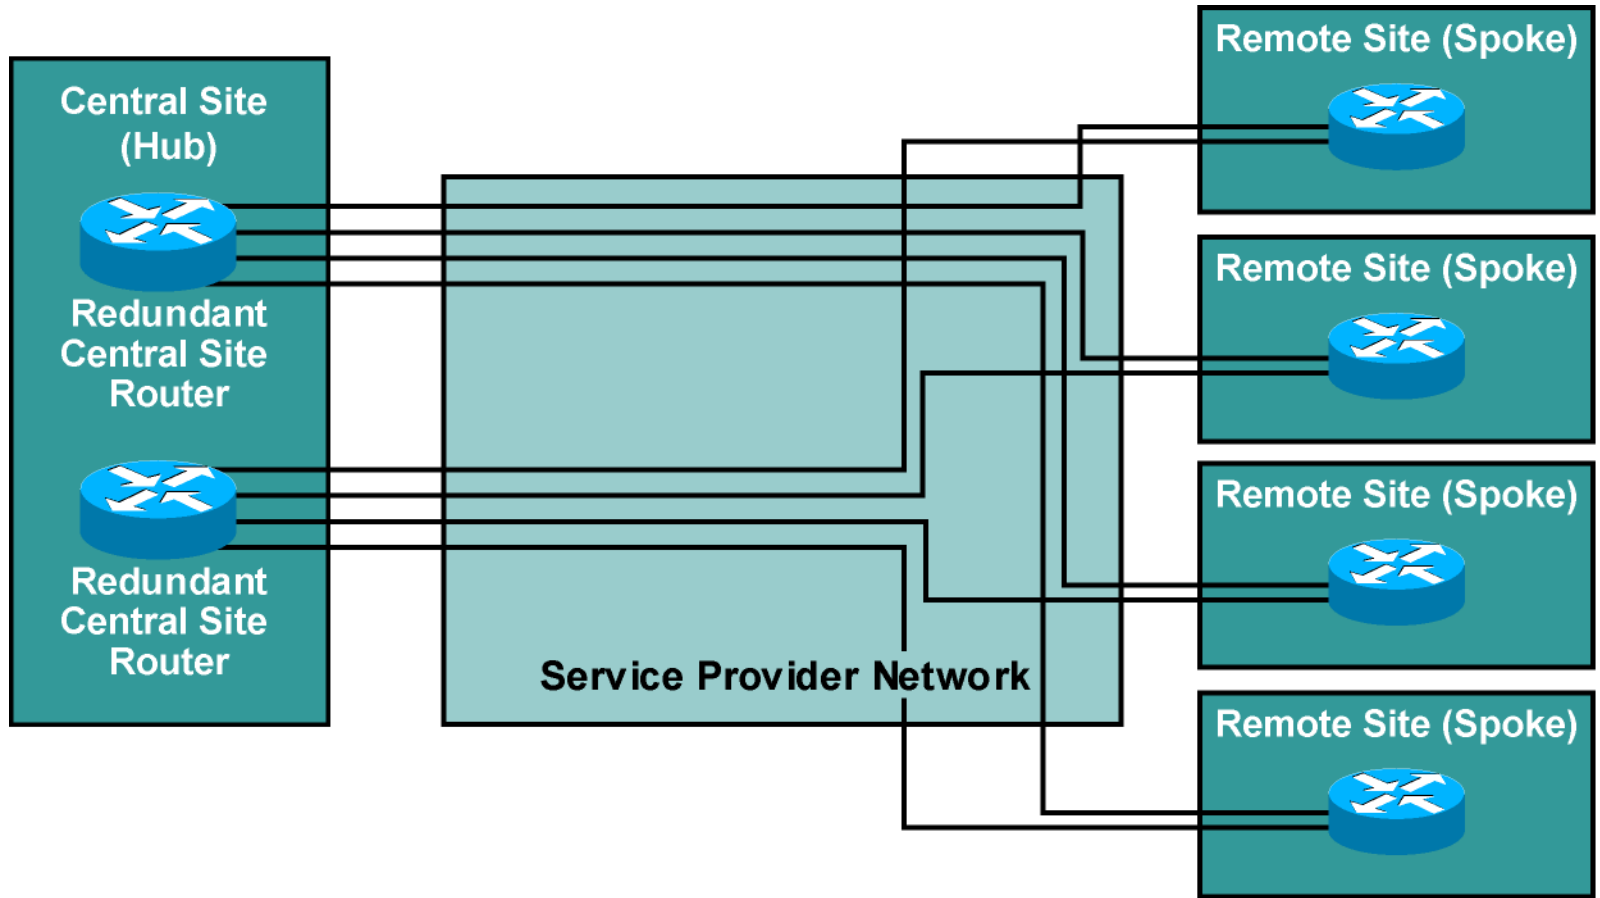 Central Site
(Hub)
Redundant
Central Site
Router
Redundant
Central Site
Router
Service Provider Network
Remote Site (Spoke)
Remote Site (Spoke)
Remote Site (Spoke)
Remote Site (Spoke)